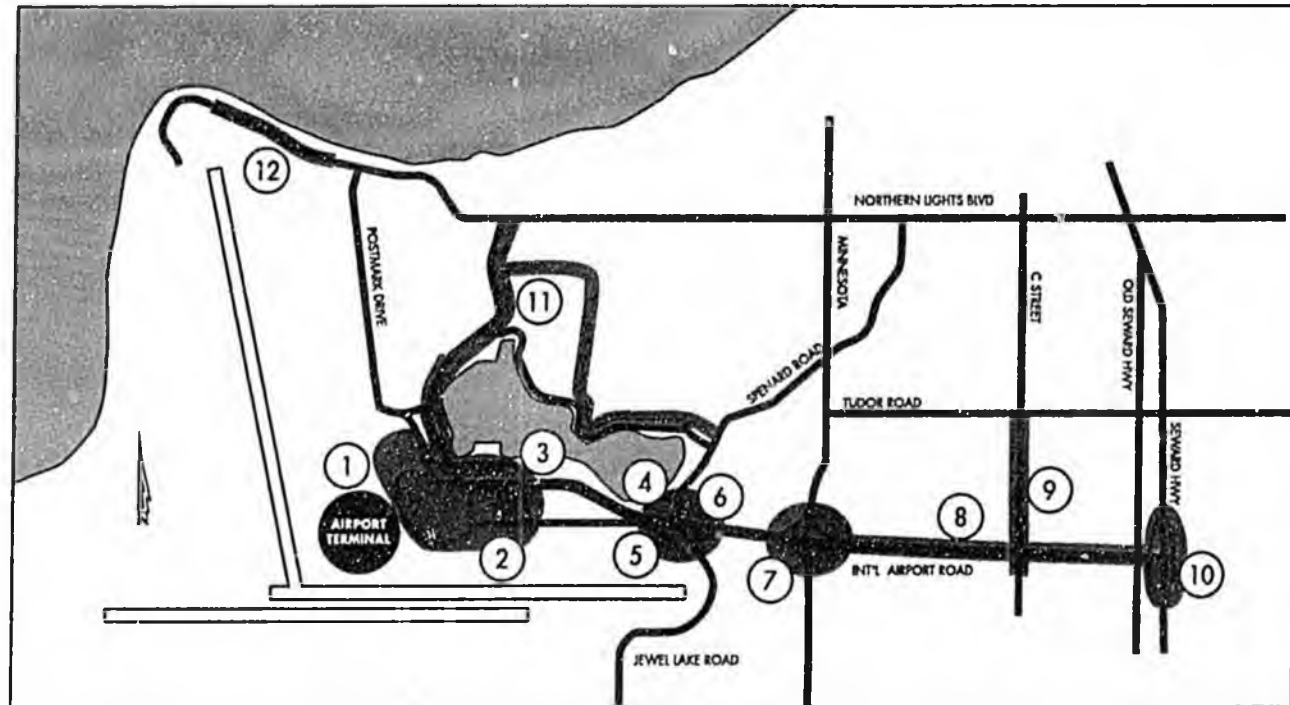 12
NORTHERN LIGHTS BLVD
POSTMARK DRIVE
MINNESOTA
C STREET
OLD SEWARD HWY
11
SPENARD ROAD
TUDOR ROAD
SEWARD HWY
1
3
4
6
9
8
AIRPORT
TERMINAL
2
5
7
INT'L AIRPORT ROAD
10
JEWEL LAKE ROAD